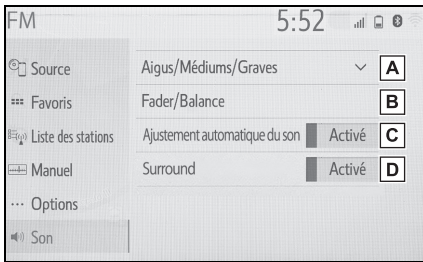 FM 5:52
Source
Favoris
Liste des stations
Manuel
Options
Son
Aigus/Médiums/Graves A
Fader/Balance B
Ajustement automatique du son Activé C
Surround Activé D